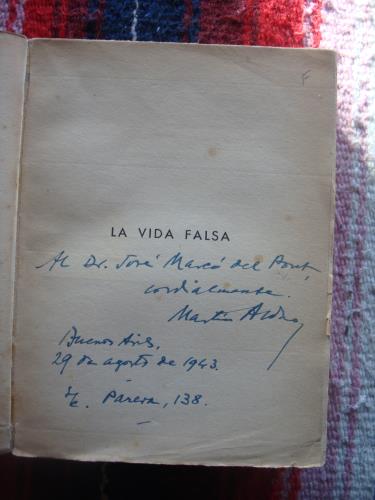 F
LA VIDA FALSA
Al Dr. José Marcó del Pont,
cordialmente.
Martín Aldao
Buenos Aires,
29 de agosto de 1943.
s/c. Parera, 138.